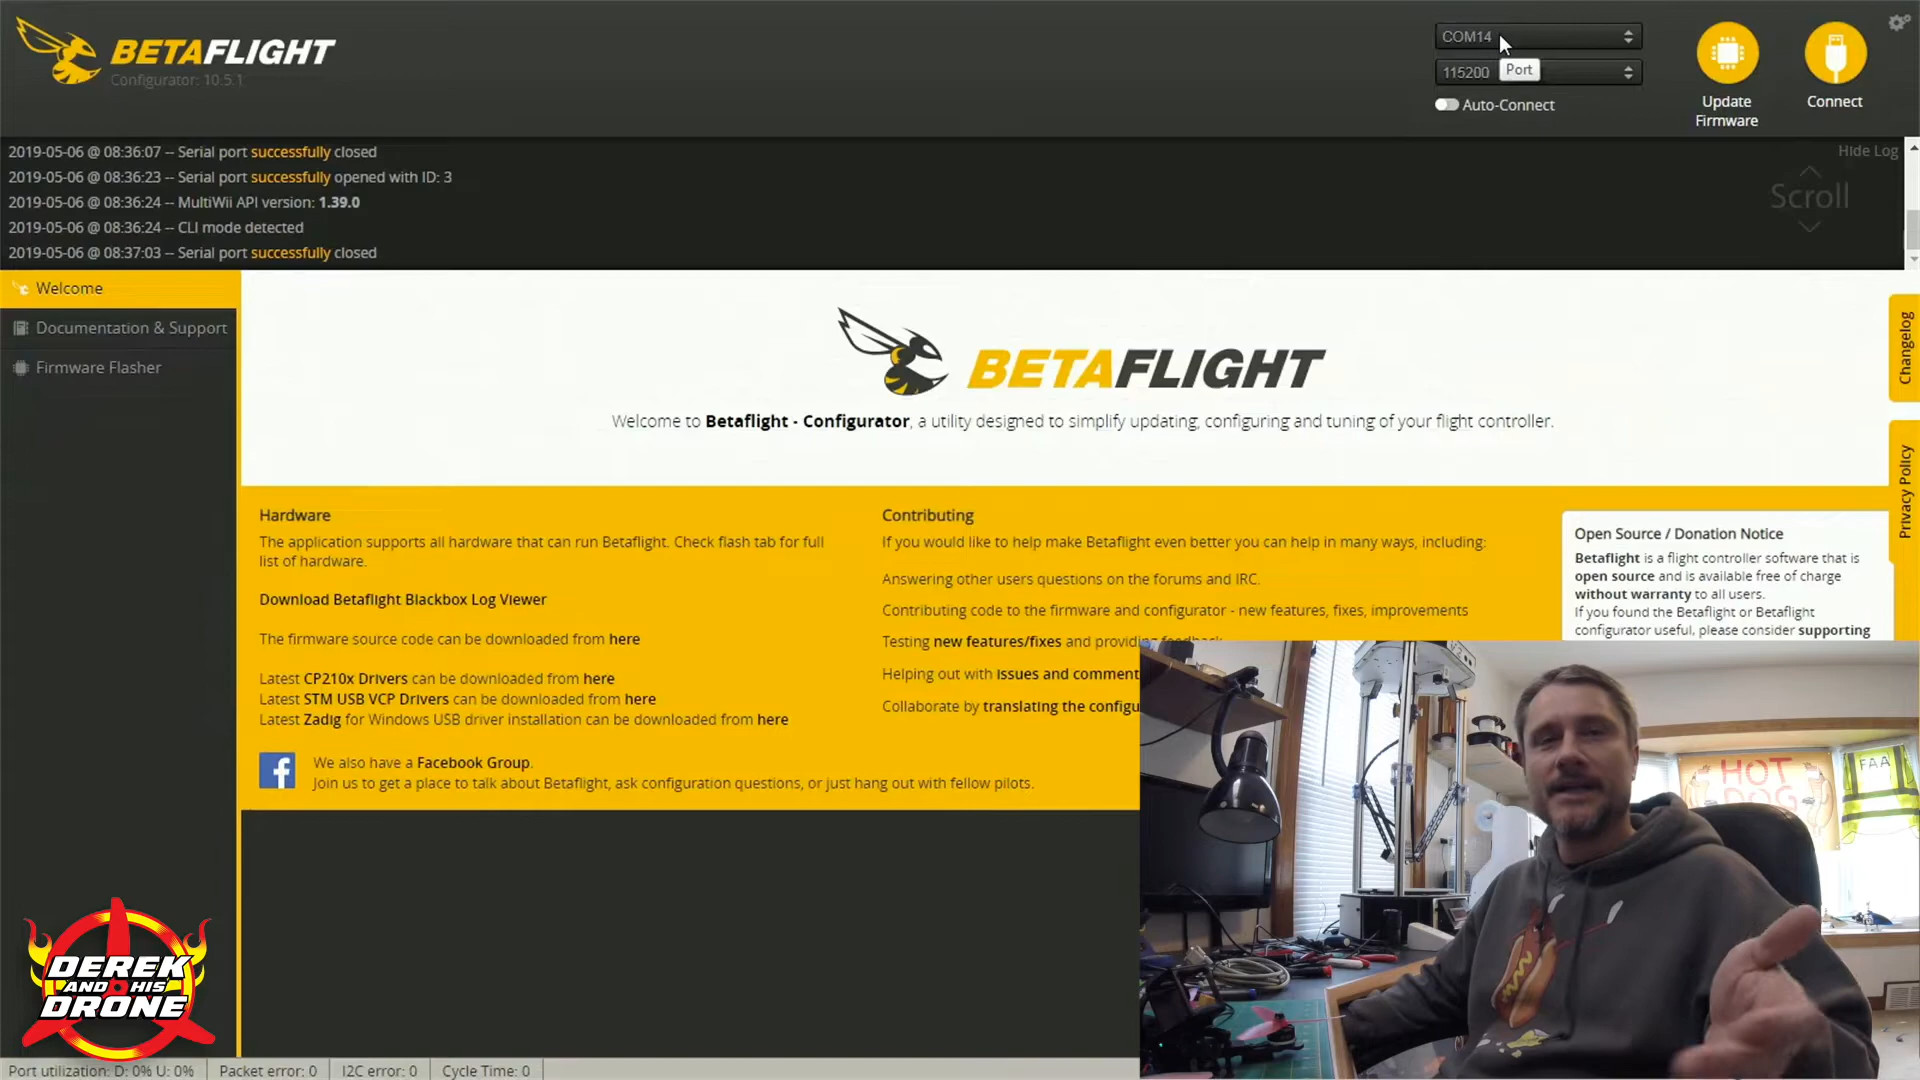 BETAFLIGHT
Configurator: 10.5.1
COM14
115200
Port
Auto-Connect
Update
Firmware
Connect
2019-05-06 @ 08:36:07 -- Serial port successfully closed
2019-05-06 @ 08:36:23 -- Serial port successfully opened with ID: 3
2019-05-06 @ 08:36:24 -- MultiWii API version: 1.39.0
2019-05-06 @ 08:36:24 -- CLI mode detected
2019-05-06 @ 08:37:03 -- Serial port successfully closed
Hide Log
Scroll
Welcome
Documentation & Support
Firmware Flasher
BETAFLIGHT
Welcome to Betaflight - Configurator, a utility designed to simplify updating, configuring and tuning of your flight controller.
Changelog
Privacy Policy
Hardware
The application supports all hardware that can run Betaflight. Check flash tab for full
list of hardware.
Download Betaflight Blackbox Log Viewer
The firmware source code can be downloaded from here
Latest CP210x Drivers can be downloaded from here
Latest STM USB VCP Drivers can be downloaded from here
Latest Zadig for Windows USB driver installation can be downloaded from here
We also have a Facebook Group.
Join us to get a place to talk about Betaflight, ask configuration questions, or just hang out with fellow pilots.
Contributing
If you would like to help make Betaflight even better you can help in many ways, including:
Answering other users questions on the forums and IRC.
Contributing code to the firmware and configurator - new features, fixes, improvements
Testing new features/fixes and providing feedback
Helping out with issues and comment
Collaborate by translating the configu
Open Source / Donation Notice
Betaflight is a flight controller software that is
open source and is available free of charge
without warranty to all users.
If you found the Betaflight or Betaflight
configurator useful, please consider supporting
HOT
DOG
FAA
DEREK
AND HIS
DRONE
Port utilization: D: 0% U: 0%
Packet error: 0
I2C error: 0
Cycle Time: 0